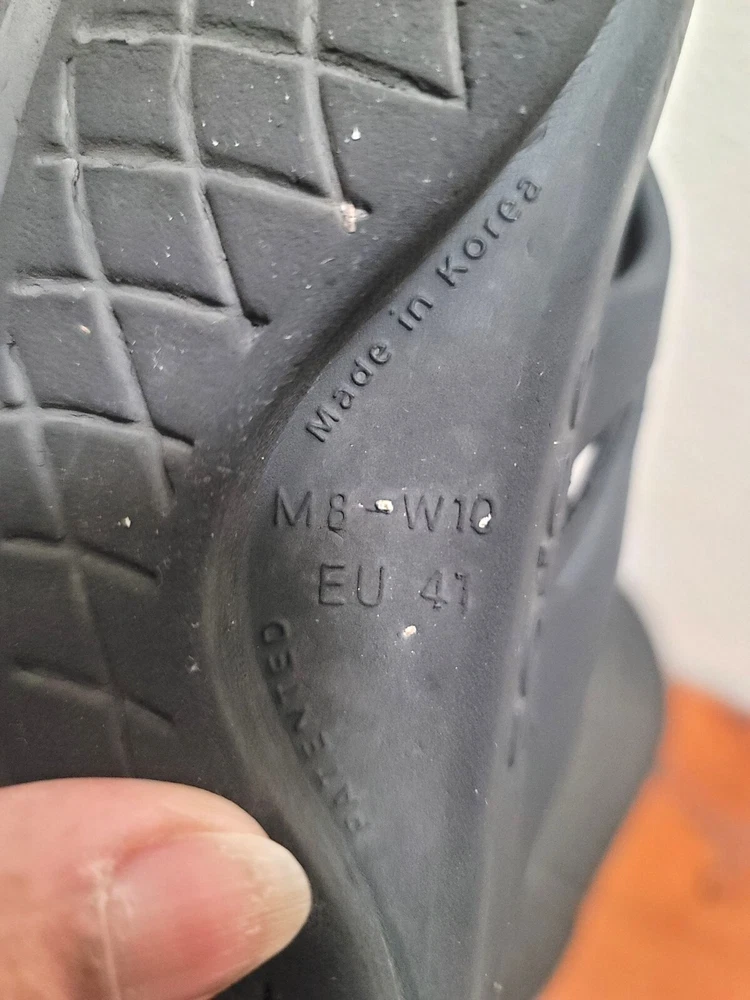 Made in Korea
M8-W10
EU 41
PATENTED